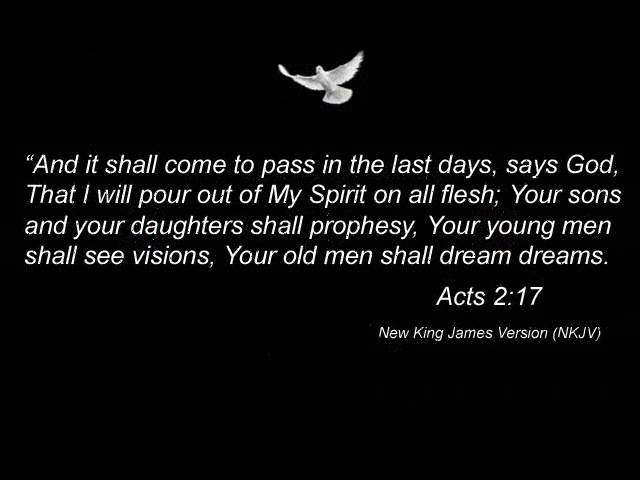 “And it shall come to pass in the last days, says God,
That I will pour out of My Spirit on all flesh; Your sons
and your daughters shall prophesy, Your young men
shall see visions, Your old men shall dream dreams.
Acts 2:17
New King James Version (NKJV)